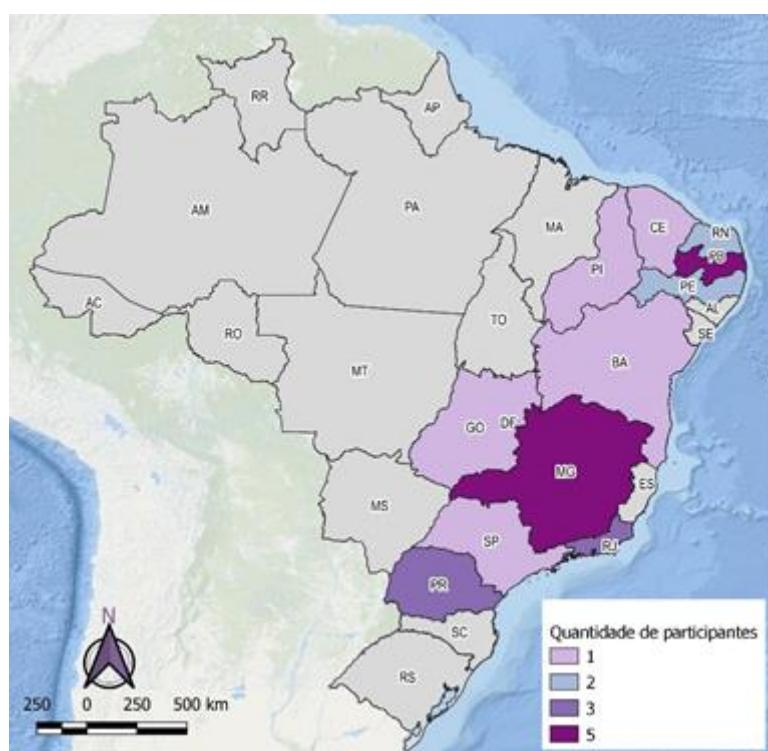 RR
AP
AM
PA
MA
CE
RN
PB
PI
PE
AL
SE
AC
RO
TO
MT
BA
GO
DF
MG
MS
ES
SP
RJ
PR
SC
RS
N
250 0 250 500 km
Quantidade de participantes
1
2
3
5